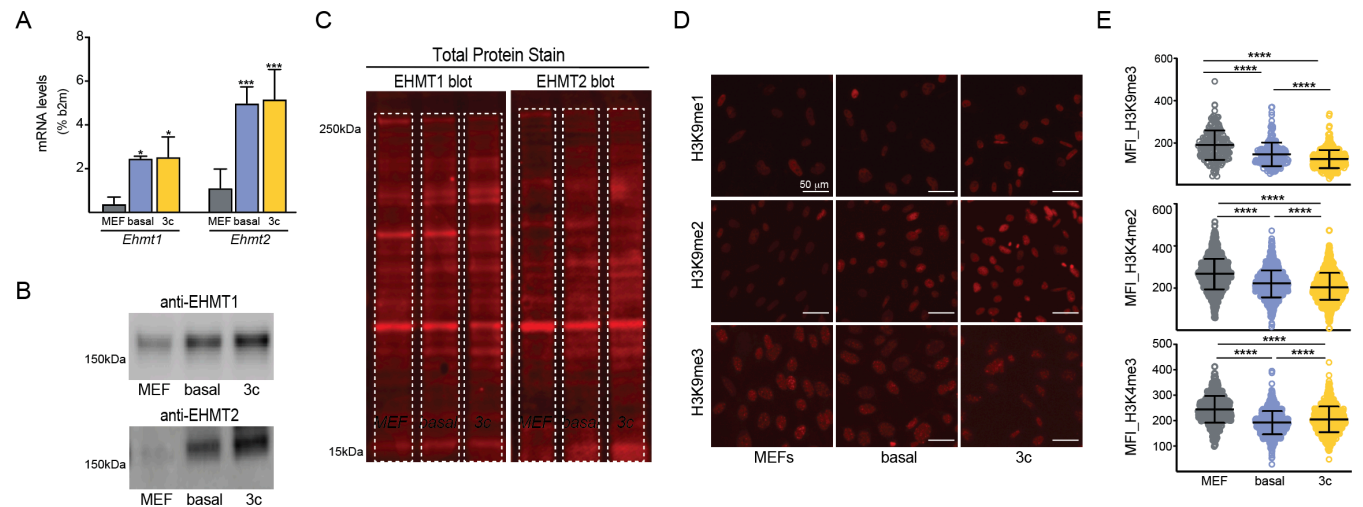 A
mRNA levels
(% b2m)
8
6
4
2
*
*
***
***
MEF basal 3c
MEF basal 3c
Ehmt1
Ehmt2
B
anti-EHMT1
150kDa
MEF basal 3c
anti-EHMT2
150kDa
MEF basal 3c
C
Total Protein Stain
EHMT1 blot
EHMT2 blot
250kDa
MEF basal 3c
MEF basal 3c
15kDa
D
H3K9me1
50 μm
H3K9me2
H3K9me3
MEFs basal 3c
E
MFI_H3K9me3
600
400
200
****
****
****
MFI_H3K4me2
600
400
200
****
****
****
MFI_H3K4me3
500
400
300
200
100
****
****
****
MEF basal 3c